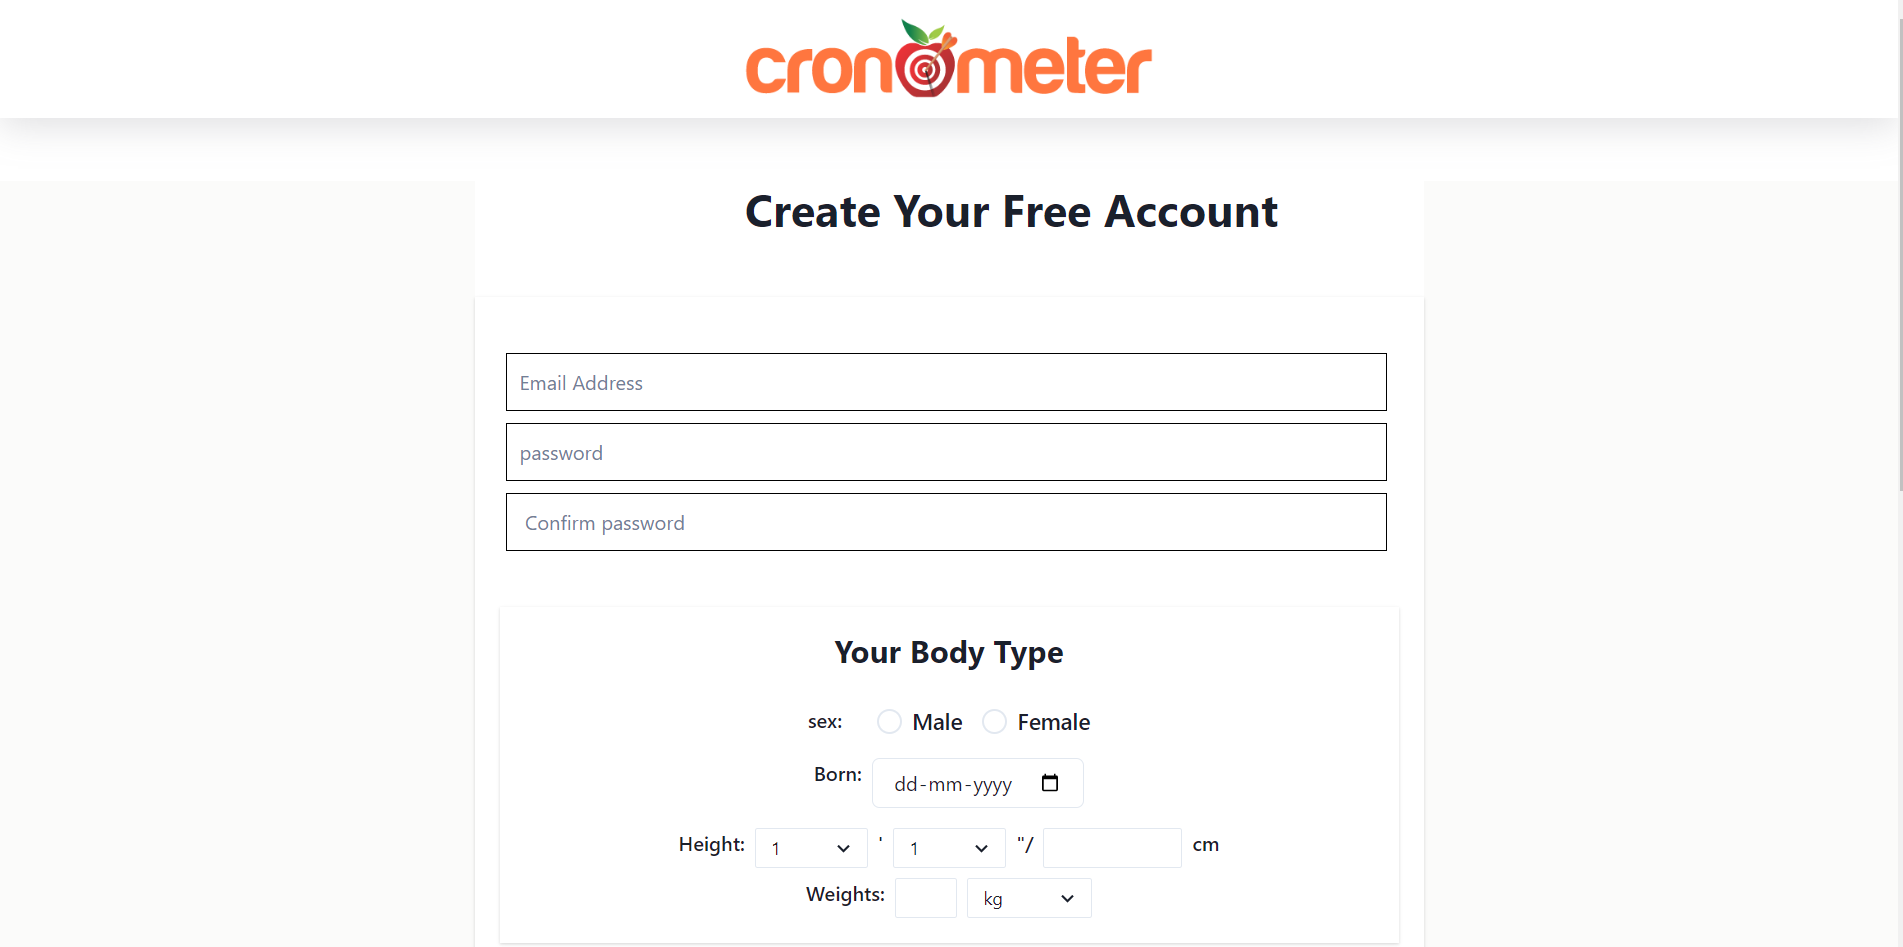 cronometer
Create Your Free Account
Email Address
password
Confirm password
Your Body Type
sex: Male Female
Born: dd-mm-yyyy
Height: 1 ' 1 "/ cm
Weights: kg